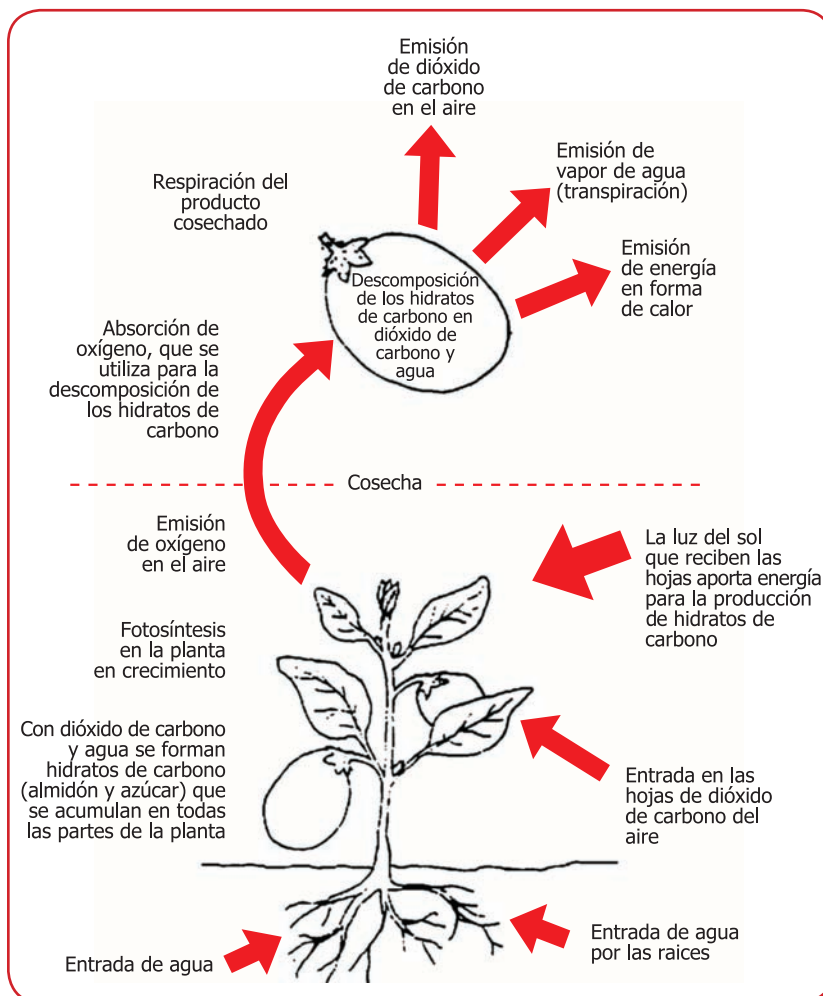 Emisión
de dióxido
de carbono
en el aire
Emisión de
vapor de agua
(transpiración)
Respiración del
producto
cosechado
Emisión
de energía
en forma
de calor
Descomposición
de los hidratos
de carbono en
dióxido de
carbono y
agua
Absorción de
oxígeno, que se
utiliza para la
descomposición de
los hidratos de
carbono
Cosecha
Emisión
de oxígeno
en el aire
La luz del sol
que reciben las
hojas aporta energía
para la producción
de hidratos de
carbono
Fotosíntesis
en la planta
en crecimiento
Con dióxido de carbono
y agua se forman
hidratos de carbono
(almidón y azúcar) que
se acumulan en todas
las partes de la planta
Entrada en las
hojas de dióxido
de carbono del
aire
Entrada de agua
Entrada de agua
por las raices